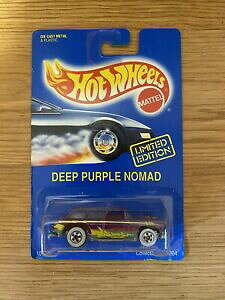 DIE CAST METAL
& PLASTIC
Hot Wheels
MATTEL
LIMITED
EDITION
DEEP PURPLE NOMAD